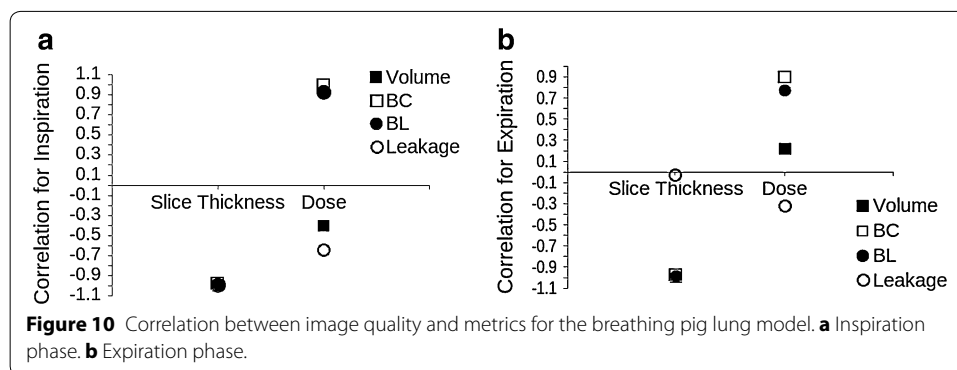 a
Correlation for Inspiration
1.1
0.9
0.7
0.5
0.3
0.1
-0.1
-0.3
-0.5
-0.7
-0.9
-1.1
Slice Thickness Dose
Volume
BC
BL
Leakage
b
Correlation for Expiration
0.9
0.7
0.5
0.3
0.1
-0.1
-0.3
-0.5
-0.7
-0.9
-1.1
Slice Thickness Dose
Volume
BC
BL
Leakage
Figure 10 Correlation between image quality and metrics for the breathing pig lung model. a Inspiration
phase. b Expiration phase.